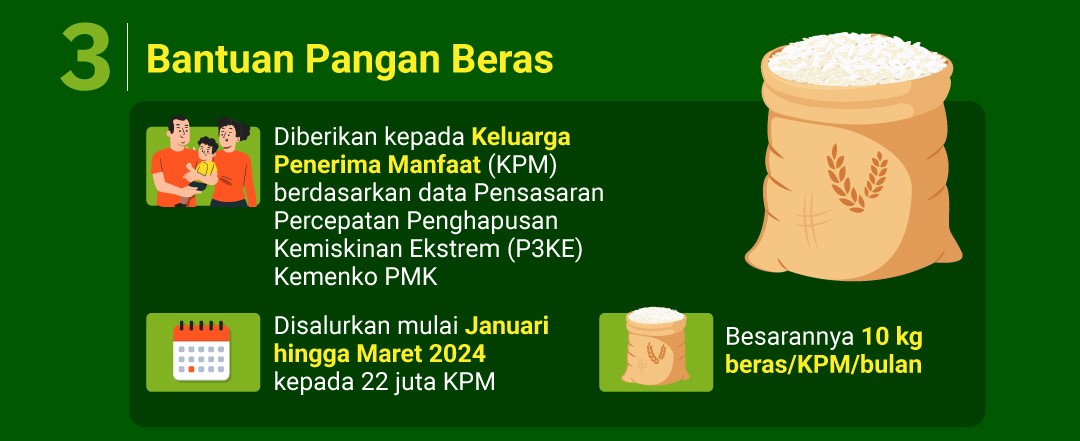 3
Bantuan Pangan Beras
Diberikan kepada Keluarga
Penerima Manfaat (KPM)
berdasarkan data Pensasaran
Percepatan Penghapusan
Kemiskinan Ekstrem (P3KE)
Kemenko PMK
Disalurkan mulai Januari
hingga Maret 2024
kepada 22 juta KPM
Besarannya 10 kg
beras/KPM/bulan